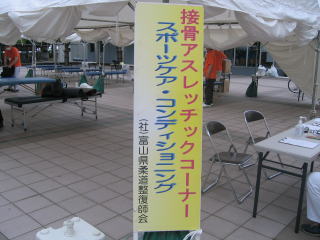 接骨アスレッチックコーナー
スポーツケア・コンディショニング
(社)富山県柔道整復師会